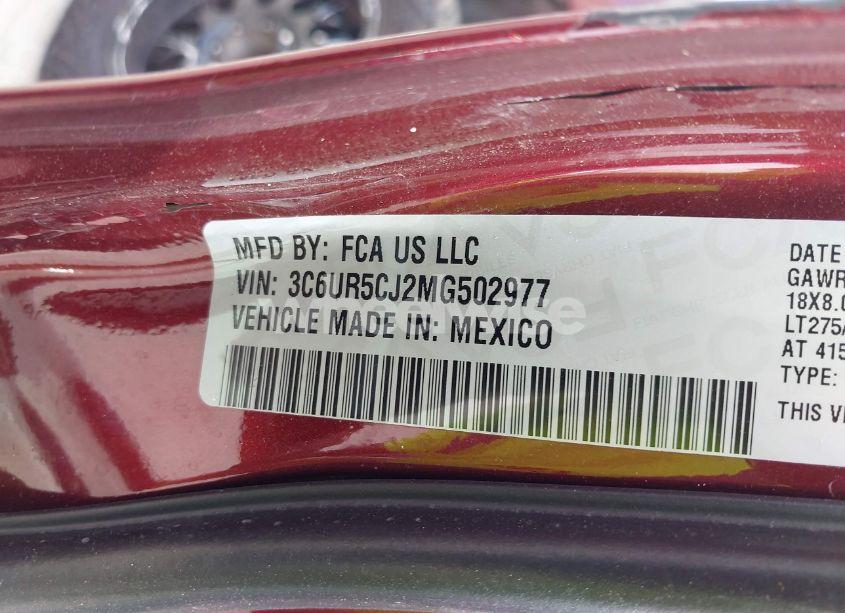 MFD BY: FCA US LLC
VIN: 3C6UR5CJ2MG502977
VEHICLE MADE IN: MEXICO
DATE
GAWR
18X8.0
LT275/
AT 415
TYPE:
THIS VE